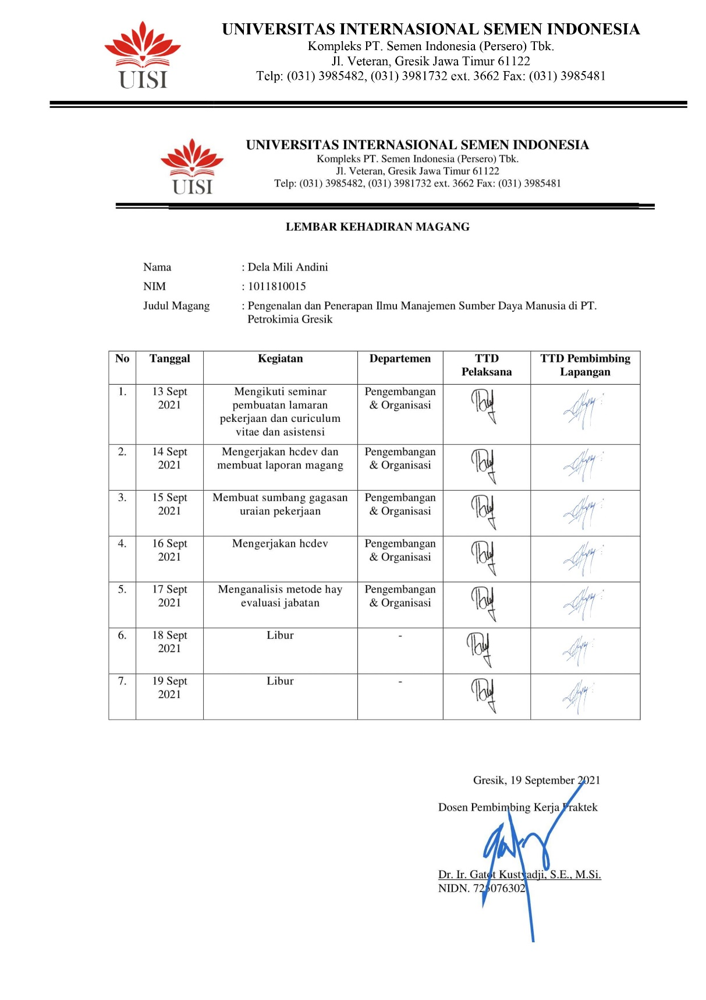 UNIVERSITAS INTERNASIONAL SEMEN INDONESIA
Kompleks PT. Semen Indonesia (Persero) Tbk.
Jl. Veteran, Gresik Jawa Timur 61122
Telp: (031) 3985482, (031) 3981732 ext. 3662 Fax: (031) 3985481
UISI
UNIVERSITAS INTERNASIONAL SEMEN INDONESIA
Kompleks PT. Semen Indonesia (Persero) Tbk.
Jl. Veteran, Gresik Jawa Timur 61122
Telp: (031) 3985482, (031) 3981732 ext. 3662 Fax: (031) 3985481
UISI
LEMBAR KEHADIRAN MAGANG
Nama : Dela Mili Andini
NIM : 1011810015
Judul Magang : Pengenalan dan Penerapan Ilmu Manajemen Sumber Daya Manusia di PT.
Petrokimia Gresik
No Tanggal Kegiatan Departemen TTD TTD Pembimbing
Pelaksana Lapangan
1. 13 Sept Mengikuti seminar Pengembangan
2021 pembuatan lamaran & Organisasi
pekerjaan dan curiculum
vitae dan asistensi
2. 14 Sept Mengerjakan hcdev dan Pengembangan
2021 membuat laporan magang & Organisasi
3. 15 Sept Membuat sumbang gagasan Pengembangan
2021 uraian pekerjaan & Organisasi
4. 16 Sept Mengerjakan hcdev Pengembangan
2021 & Organisasi
5. 17 Sept Menganalisis metode hay Pengembangan
2021 evaluasi jabatan & Organisasi
6. 18 Sept Libur -
2021
7. 19 Sept Libur -
2021
Gresik, 19 September 2021
Dosen Pembimbing Kerja Praktek
Dr. Ir. Gatot Kustyadji, S.E., M.Si.
NIDN. 725076302